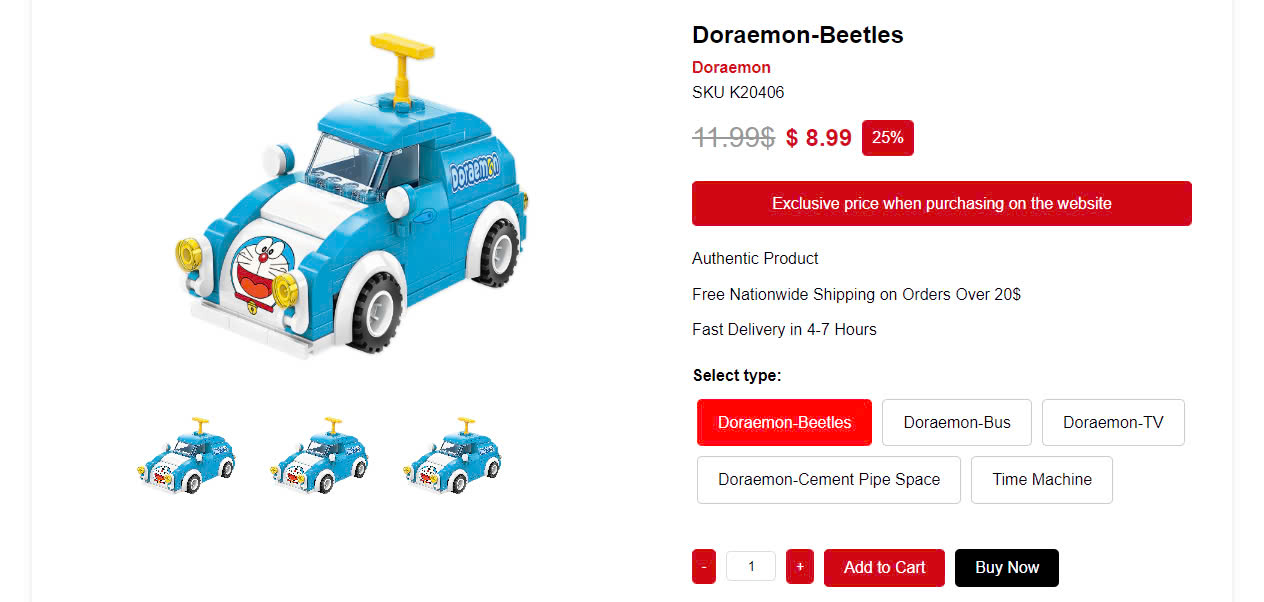 Doraemon-Beetles
Doraemon
SKU K20406
11.99$ $ 8.99 25%
Exclusive price when purchasing on the website
Authentic Product
Free Nationwide Shipping on Orders Over 20$
Fast Delivery in 4-7 Hours
Select type:
Doraemon-Beetles Doraemon-Bus Doraemon-TV
Doraemon-Cement Pipe Space Time Machine
- 1 + Add to Cart Buy Now
Doraemon